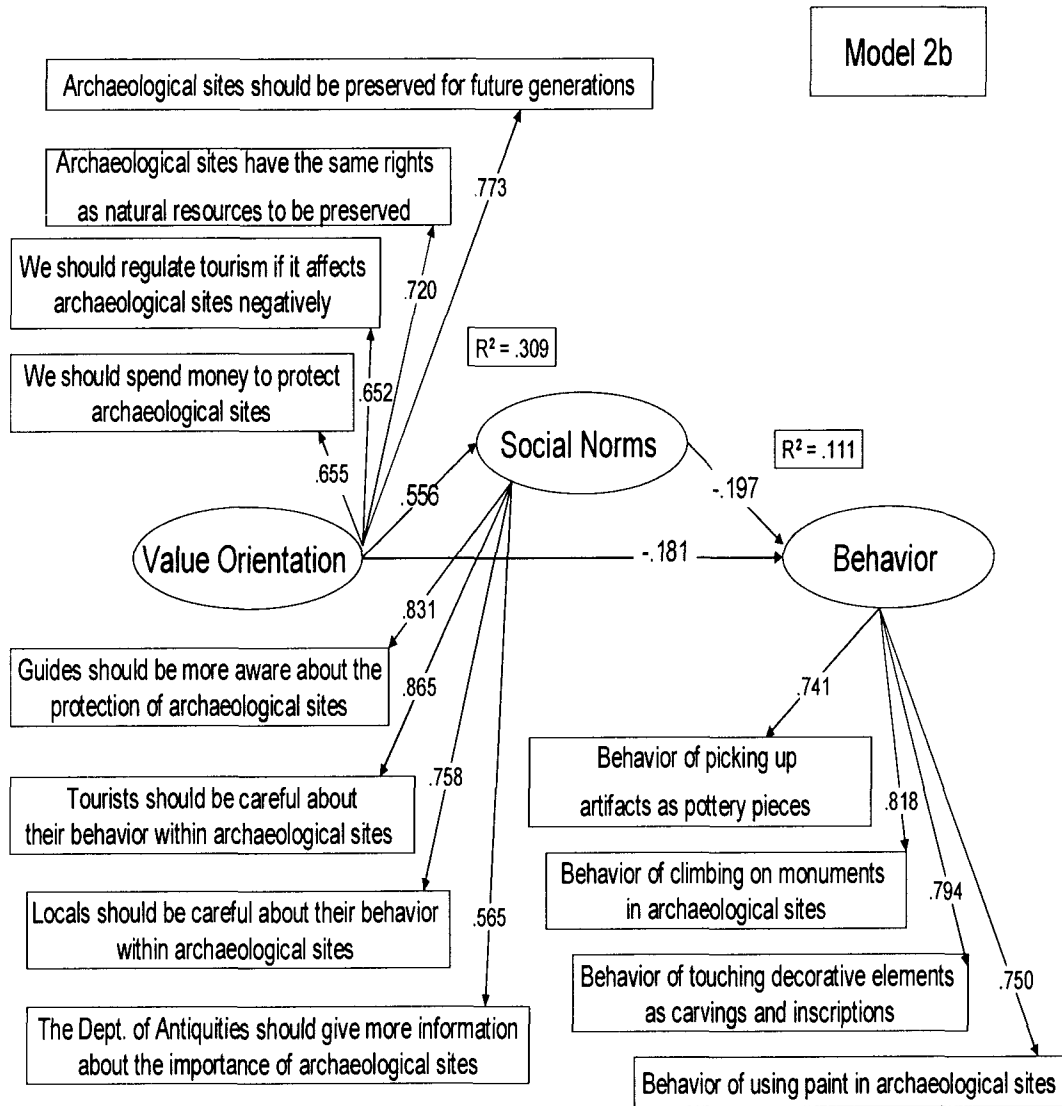 Model 2b
Archaeological sites should be preserved for future generations
Archaeological sites have the same rights
as natural resources to be preserved
.773
We should regulate tourism if it affects
archaeological sites negatively
.720
R² = .309
We should spend money to protect
archaeological sites
.652
Social Norms
R² = .111
.655
.556
-.197
Value Orientation
-.181
Behavior
.831
Guides should be more aware about the
protection of archaeological sites
.865
.741
Tourists should be careful about
their behavior within archaeological sites
.758
Behavior of picking up
artifacts as pottery pieces
.818
Locals should be careful about their behavior
within archaeological sites
.565
Behavior of climbing on monuments
in archaeological sites
.794
Behavior of touching decorative elements
as carvings and inscriptions
.750
The Dept. of Antiquities should give more information
about the importance of archaeological sites
Behavior of using paint in archaeological sites